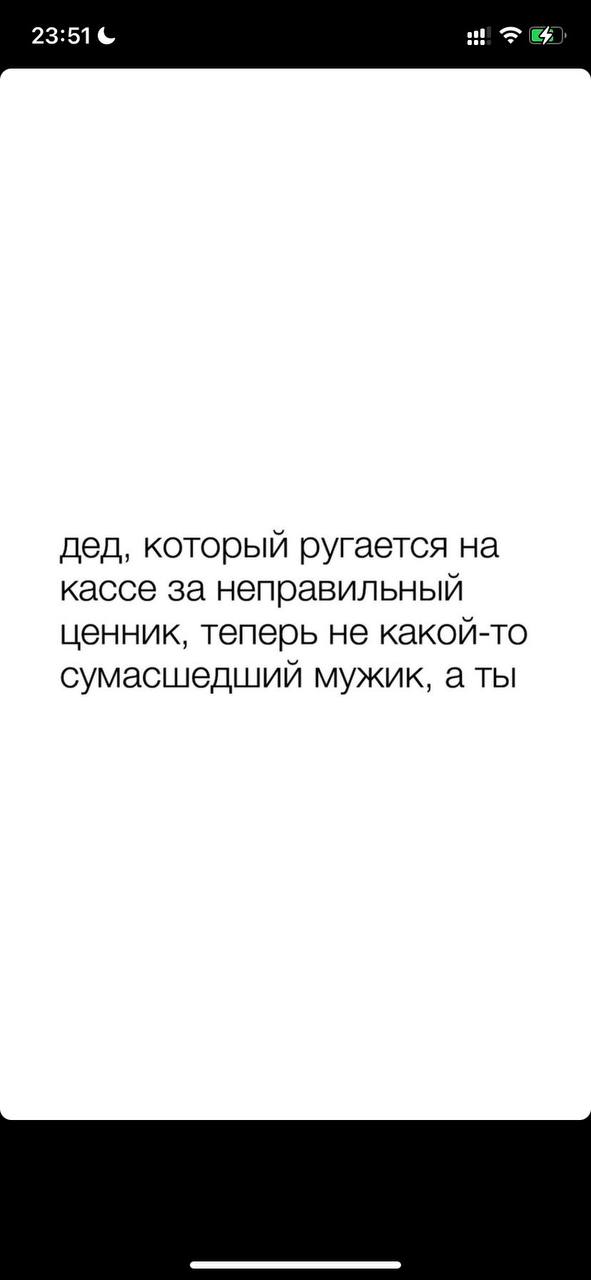 23:51
дед, который ругается на
кассе за неправильный
ценник, теперь не какой-то
сумасшедший мужик, а ты